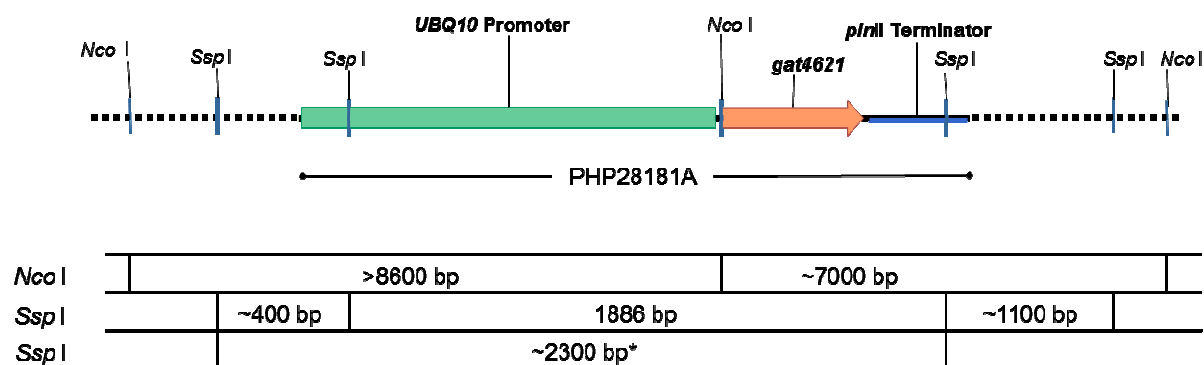 UBQ10 Promoter
Nco I
pinII Terminator
Nco I
Ssp I
Ssp I
gat4621
Ssp I
Ssp I
Nco I
PHP28181A
Nco I >8600 bp ~7000 bp
Ssp I ~400 bp 1886 bp ~1100 bp
Ssp I ~2300 bp*